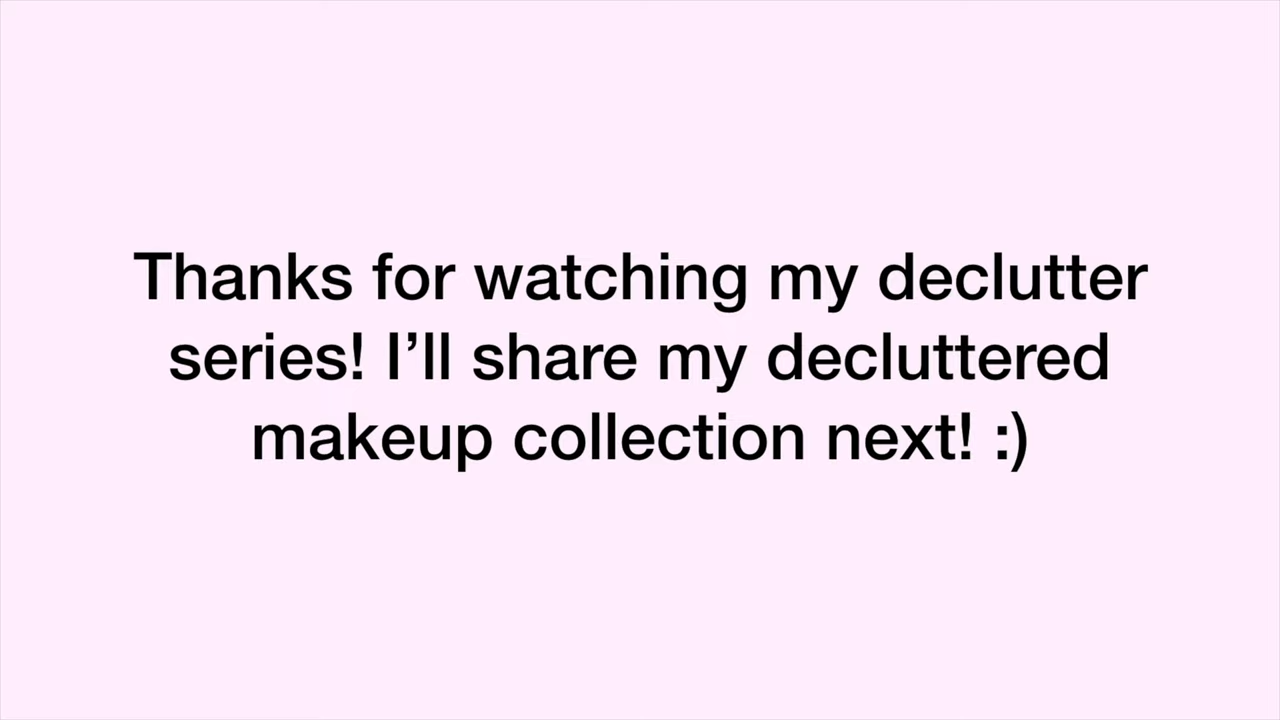 Thanks for watching my declutter
series! I’ll share my decluttered
makeup collection next! :)